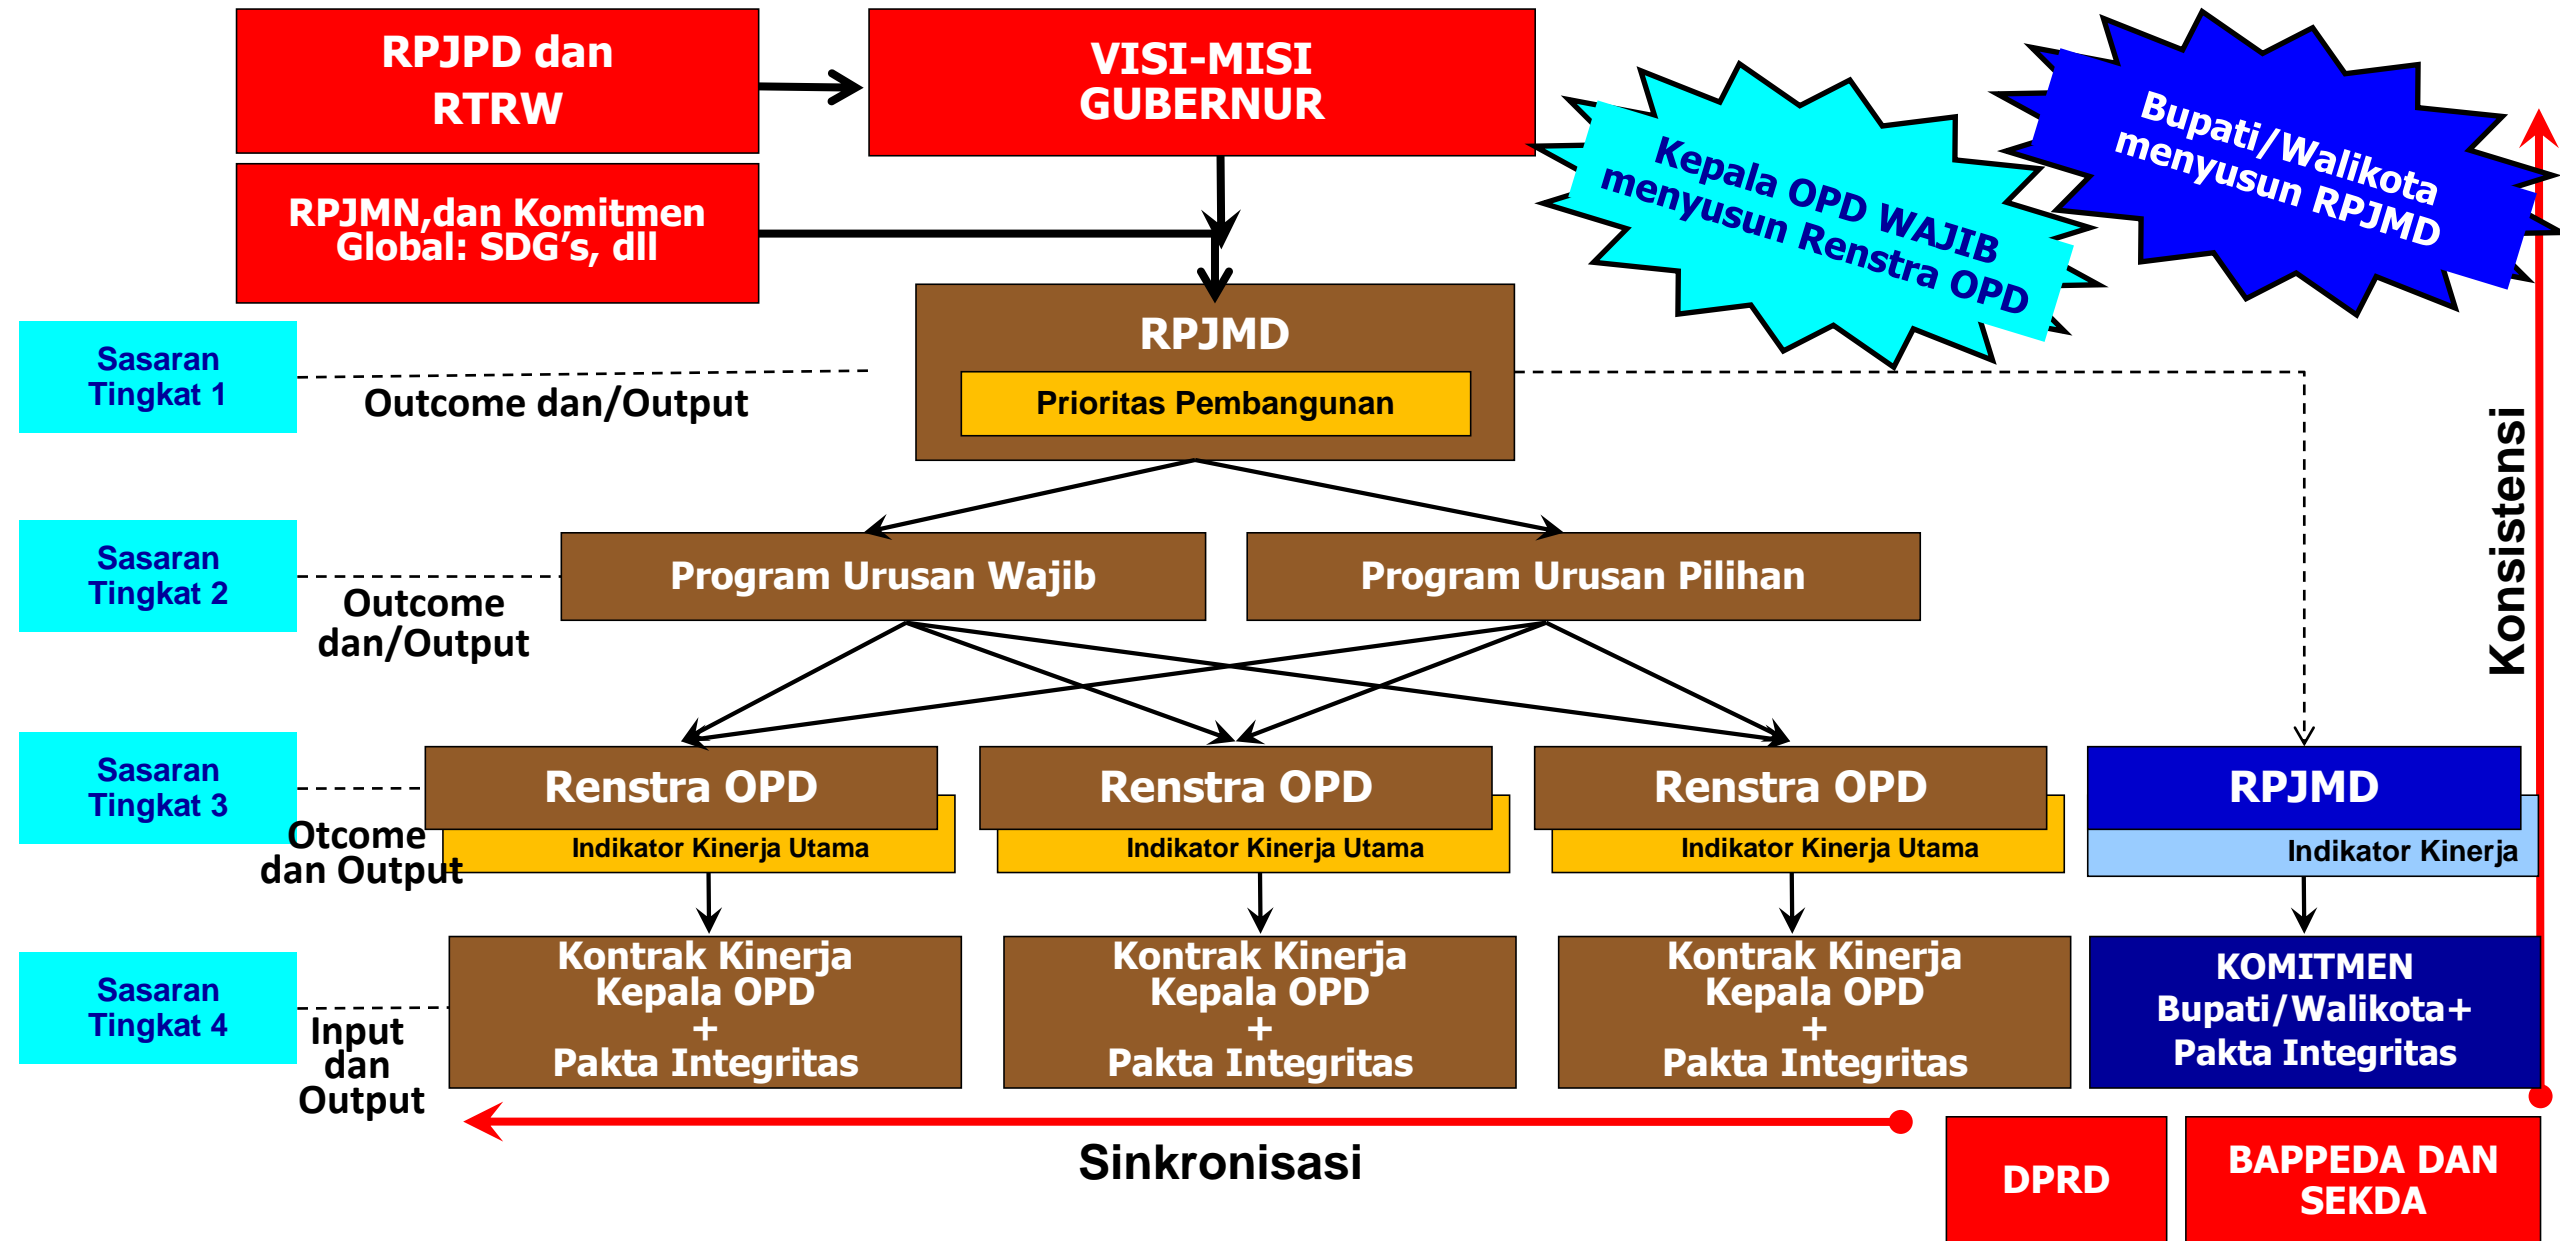 RPJPD dan
RTRW
VISI-MISI
GUBERNUR
RPJMN,dan Komitmen
Global: SDG's, dll
Kepala OPD WAJIB
menyusun Renstra OPD
Bupati/Walikota
menyusun RPJMD
Sasaran
Tingkat 1
Outcome dan/Output
RPJMD
Prioritas Pembangunan
Konsistensi
Sasaran
Tingkat 2
Outcome
dan/Output
Program Urusan Wajib
Program Urusan Pilihan
Sasaran
Tingkat 3
Otcome
dan Output
Renstra OPD
Indikator Kinerja Utama
Renstra OPD
Indikator Kinerja Utama
Renstra OPD
Indikator Kinerja Utama
RPJMD
Indikator Kinerja
Sasaran
Tingkat 4
Input
dan
Output
Kontrak Kinerja
Kepala OPD
+
Pakta Integritas
Kontrak Kinerja
Kepala OPD
+
Pakta Integritas
Kontrak Kinerja
Kepala OPD
+
Pakta Integritas
KOMITMEN
Bupati/Walikota+
Pakta Integritas
Sinkronisasi
DPRD
BAPPEDA DAN
SEKDA